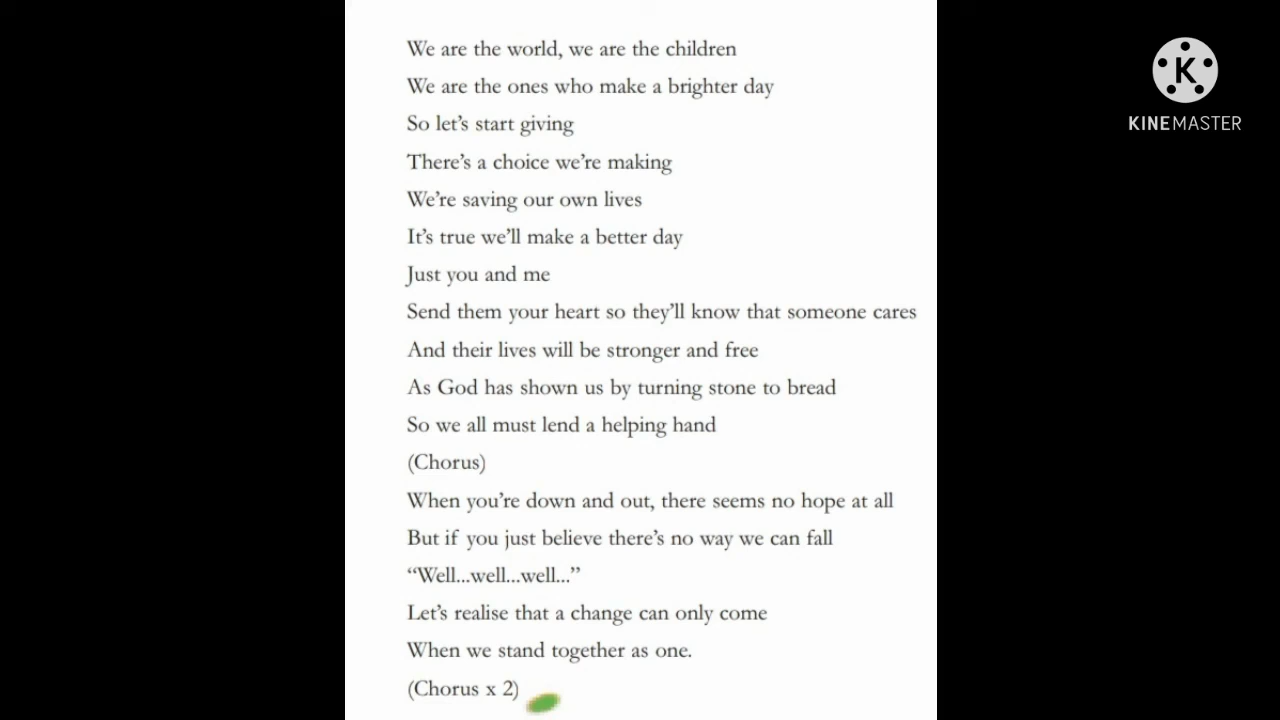 We are the world, we are the children
We are the ones who make a brighter day
So let's start giving
There's a choice we're making
We're saving our own lives
It's true we'll make a better day
Just you and me
Send them your heart so they'll know that someone cares
And their lives will be stronger and free
As God has shown us by turning stone to bread
So we all must lend a helping hand
(Chorus)
When you're down and out, there seems no hope at all
But if you just believe there's no way we can fall
“Well...well...well...”
Let's realise that a change can only come
When we stand together as one.
(Chorus x 2)
K
KINEMASTER